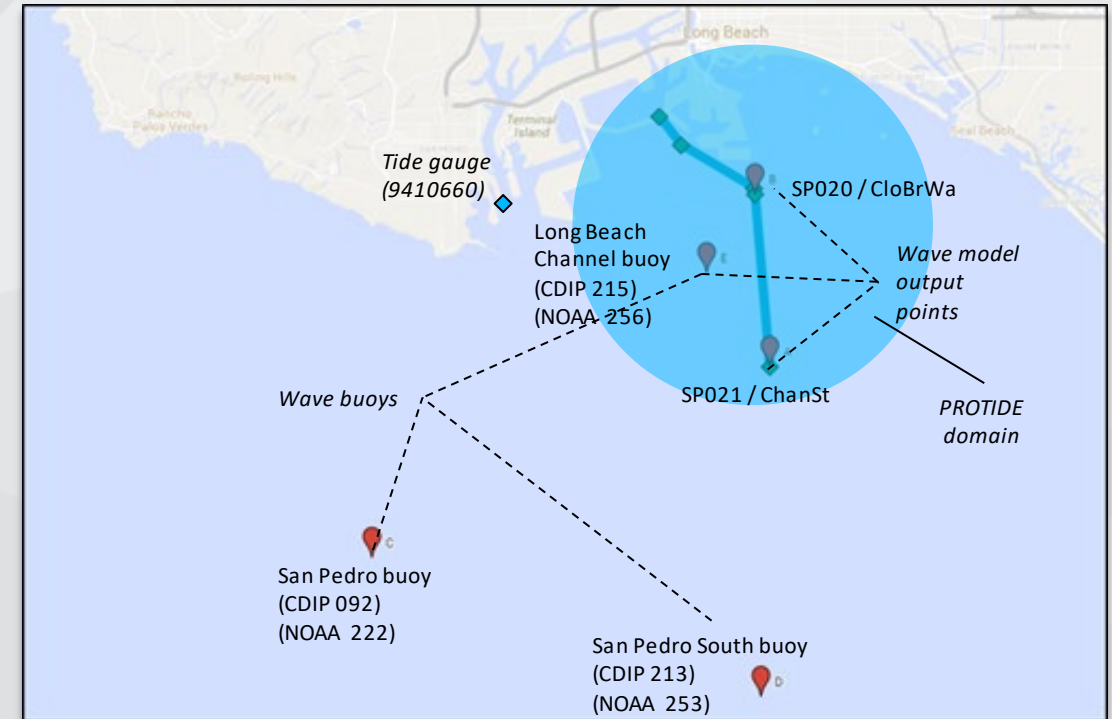 Long Beach
Rolling Hills
Rancho
Palos Verdes
Terminal
Island
Seal Beach
Tide gauge
(9410660)
B
SP020 / CloBrWa
Long Beach
Channel buoy
(CDIP 215)
(NOAA 256)
E
Wave model
output
points
SP021 / ChanSt
Wave buoys
PROTIDE
domain
C
San Pedro buoy
(CDIP 092)
(NOAA 222)
San Pedro South buoy
(CDIP 213)
(NOAA 253)
D